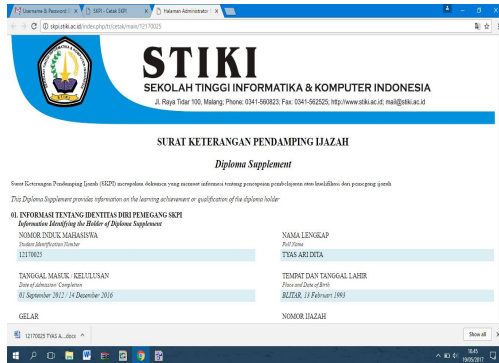 Username & Password
SKPI - Cetak SKPI
Halaman Administrator
skpi.stiki.ac.id/index.php/tr/cetak/main/12170025
STIKI
SEKOLAH TINGGI INFORMATIKA & KOMPUTER INDONESIA
Jl. Raya Tidar 100, Malang; Phone: 0341-560823; Fax: 0341-562525; http://www.stiki.ac.id; mail@stiki.ac.id
SURAT KETERANGAN PENDAMPING IJAZAH
Diploma Supplement
Surat Keterangan Pendamping Ijazah (SKPI) merupakan dokumen yang memuat informasi tentang pencapaian pembelajaran atau kualifikasi dari pemegang ijazah
This Diploma Supplement provides information on the learning achievement or qualification of the diploma holder
01. INFORMASI TENTANG IDENTITAS DIRI PEMEGANG SKPI
Information Identifying the Holder of Diploma Supplement
NOMOR INDUK MAHASISWA
Student Identification Number
12170025
NAMA LENGKAP
Full Name
TYAS ARI DITA
TANGGAL MASUK / KELULUSAN
Date of Admission/ Completion
01 September 2012 / 14 Desember 2016
TEMPAT DAN TANGGAL LAHIR
Place and Date of Birth
BLITAR, 13 Februari 1993
GELAR
NOMOR IJAZAH
12170025 TYAS A....docx
Show all
16.45
19/05/2017